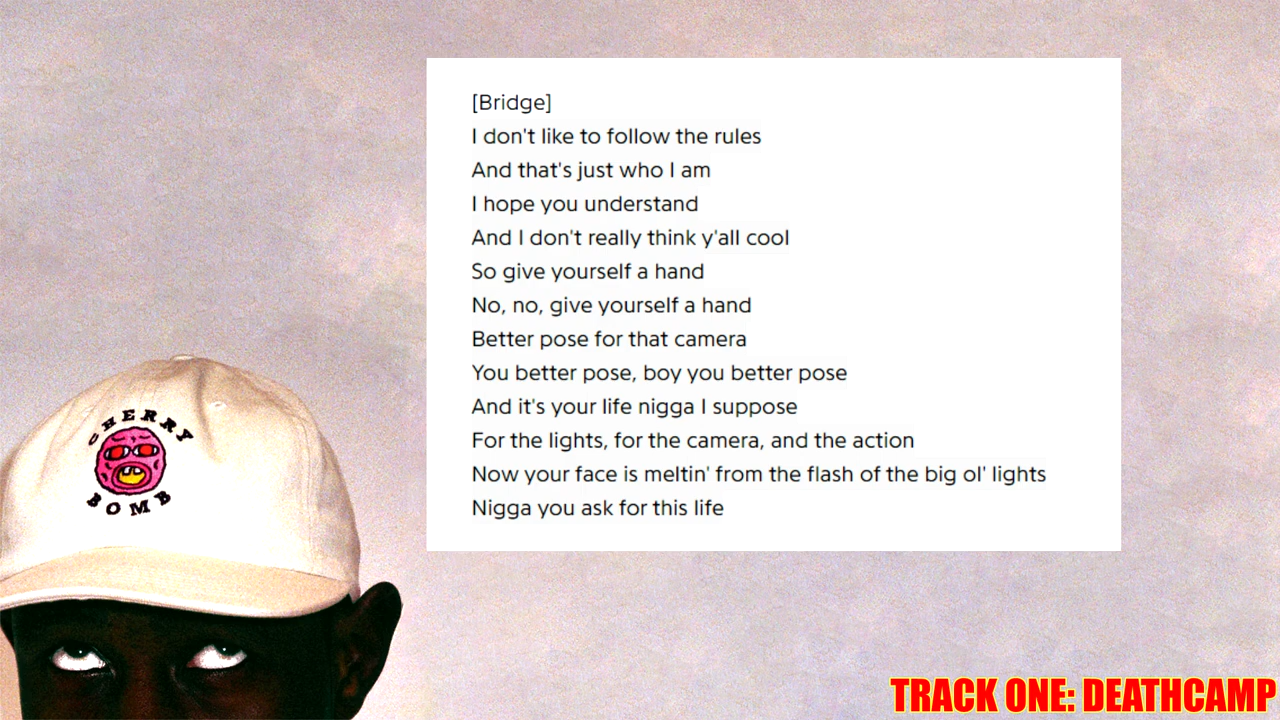 [Bridge]
I don't like to follow the rules
And that's just who I am
I hope you understand
And I don't really think y'all cool
So give yourself a hand
No, no, give yourself a hand
Better pose for that camera
You better pose, boy you better pose
And it's your life nigga I suppose
For the lights, for the camera, and the action
Now your face is meltin' from the flash of the big ol' lights
Nigga you ask for this life
CHERRY
BOMB
TRACK ONE: DEATHCAMP